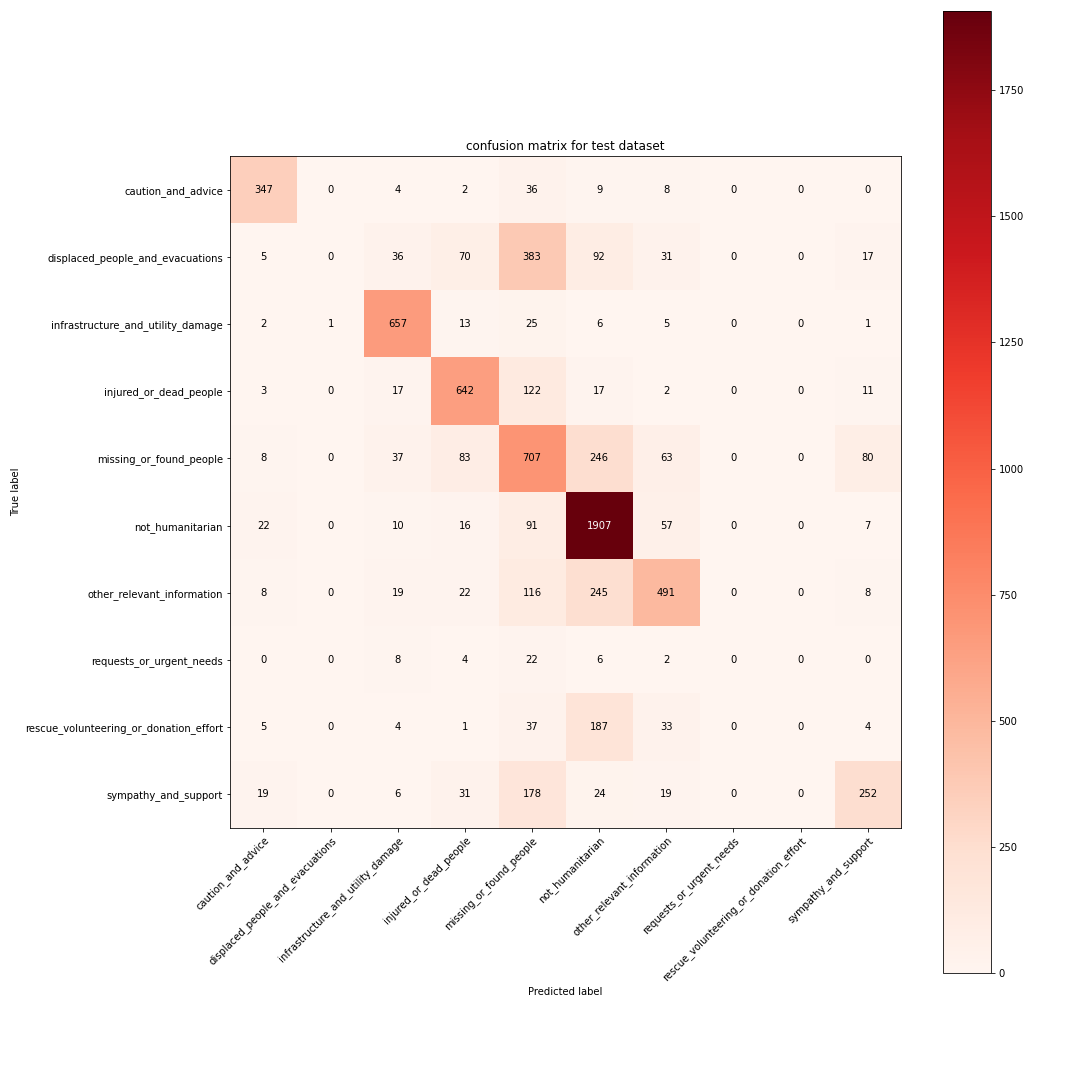 confusion matrix for test dataset
caution_and_advice 347 0 4 2 36 9 8 0 0 0
displaced_people_and_evacuations 5 0 36 70 383 92 31 0 0 17
infrastructure_and_utility_damage 2 1 657 13 25 6 5 0 0 1
injured_or_dead_people 3 0 17 642 122 17 2 0 0 11
missing_or_found_people 8 0 37 83 707 246 63 0 0 80
not_humanitarian 22 0 10 16 91 1907 57 0 0 7
other_relevant_information 8 0 19 22 116 245 491 0 0 8
requests_or_urgent_needs 0 0 8 4 22 6 2 0 0 0
rescue_volunteering_or_donation_effort 5 0 4 1 37 187 33 0 0 4
sympathy_and_support 19 0 6 31 178 24 19 0 0 252
True label
caution_and_advice
displaced_people_and_evacuations
infrastructure_and_utility_damage
injured_or_dead_people
missing_or_found_people
not_humanitarian
other_relevant_information
requests_or_urgent_needs
rescue_volunteering_or_donation_effort
sympathy_and_support
Predicted label
1750
1500
1250
1000
750
500
250
0